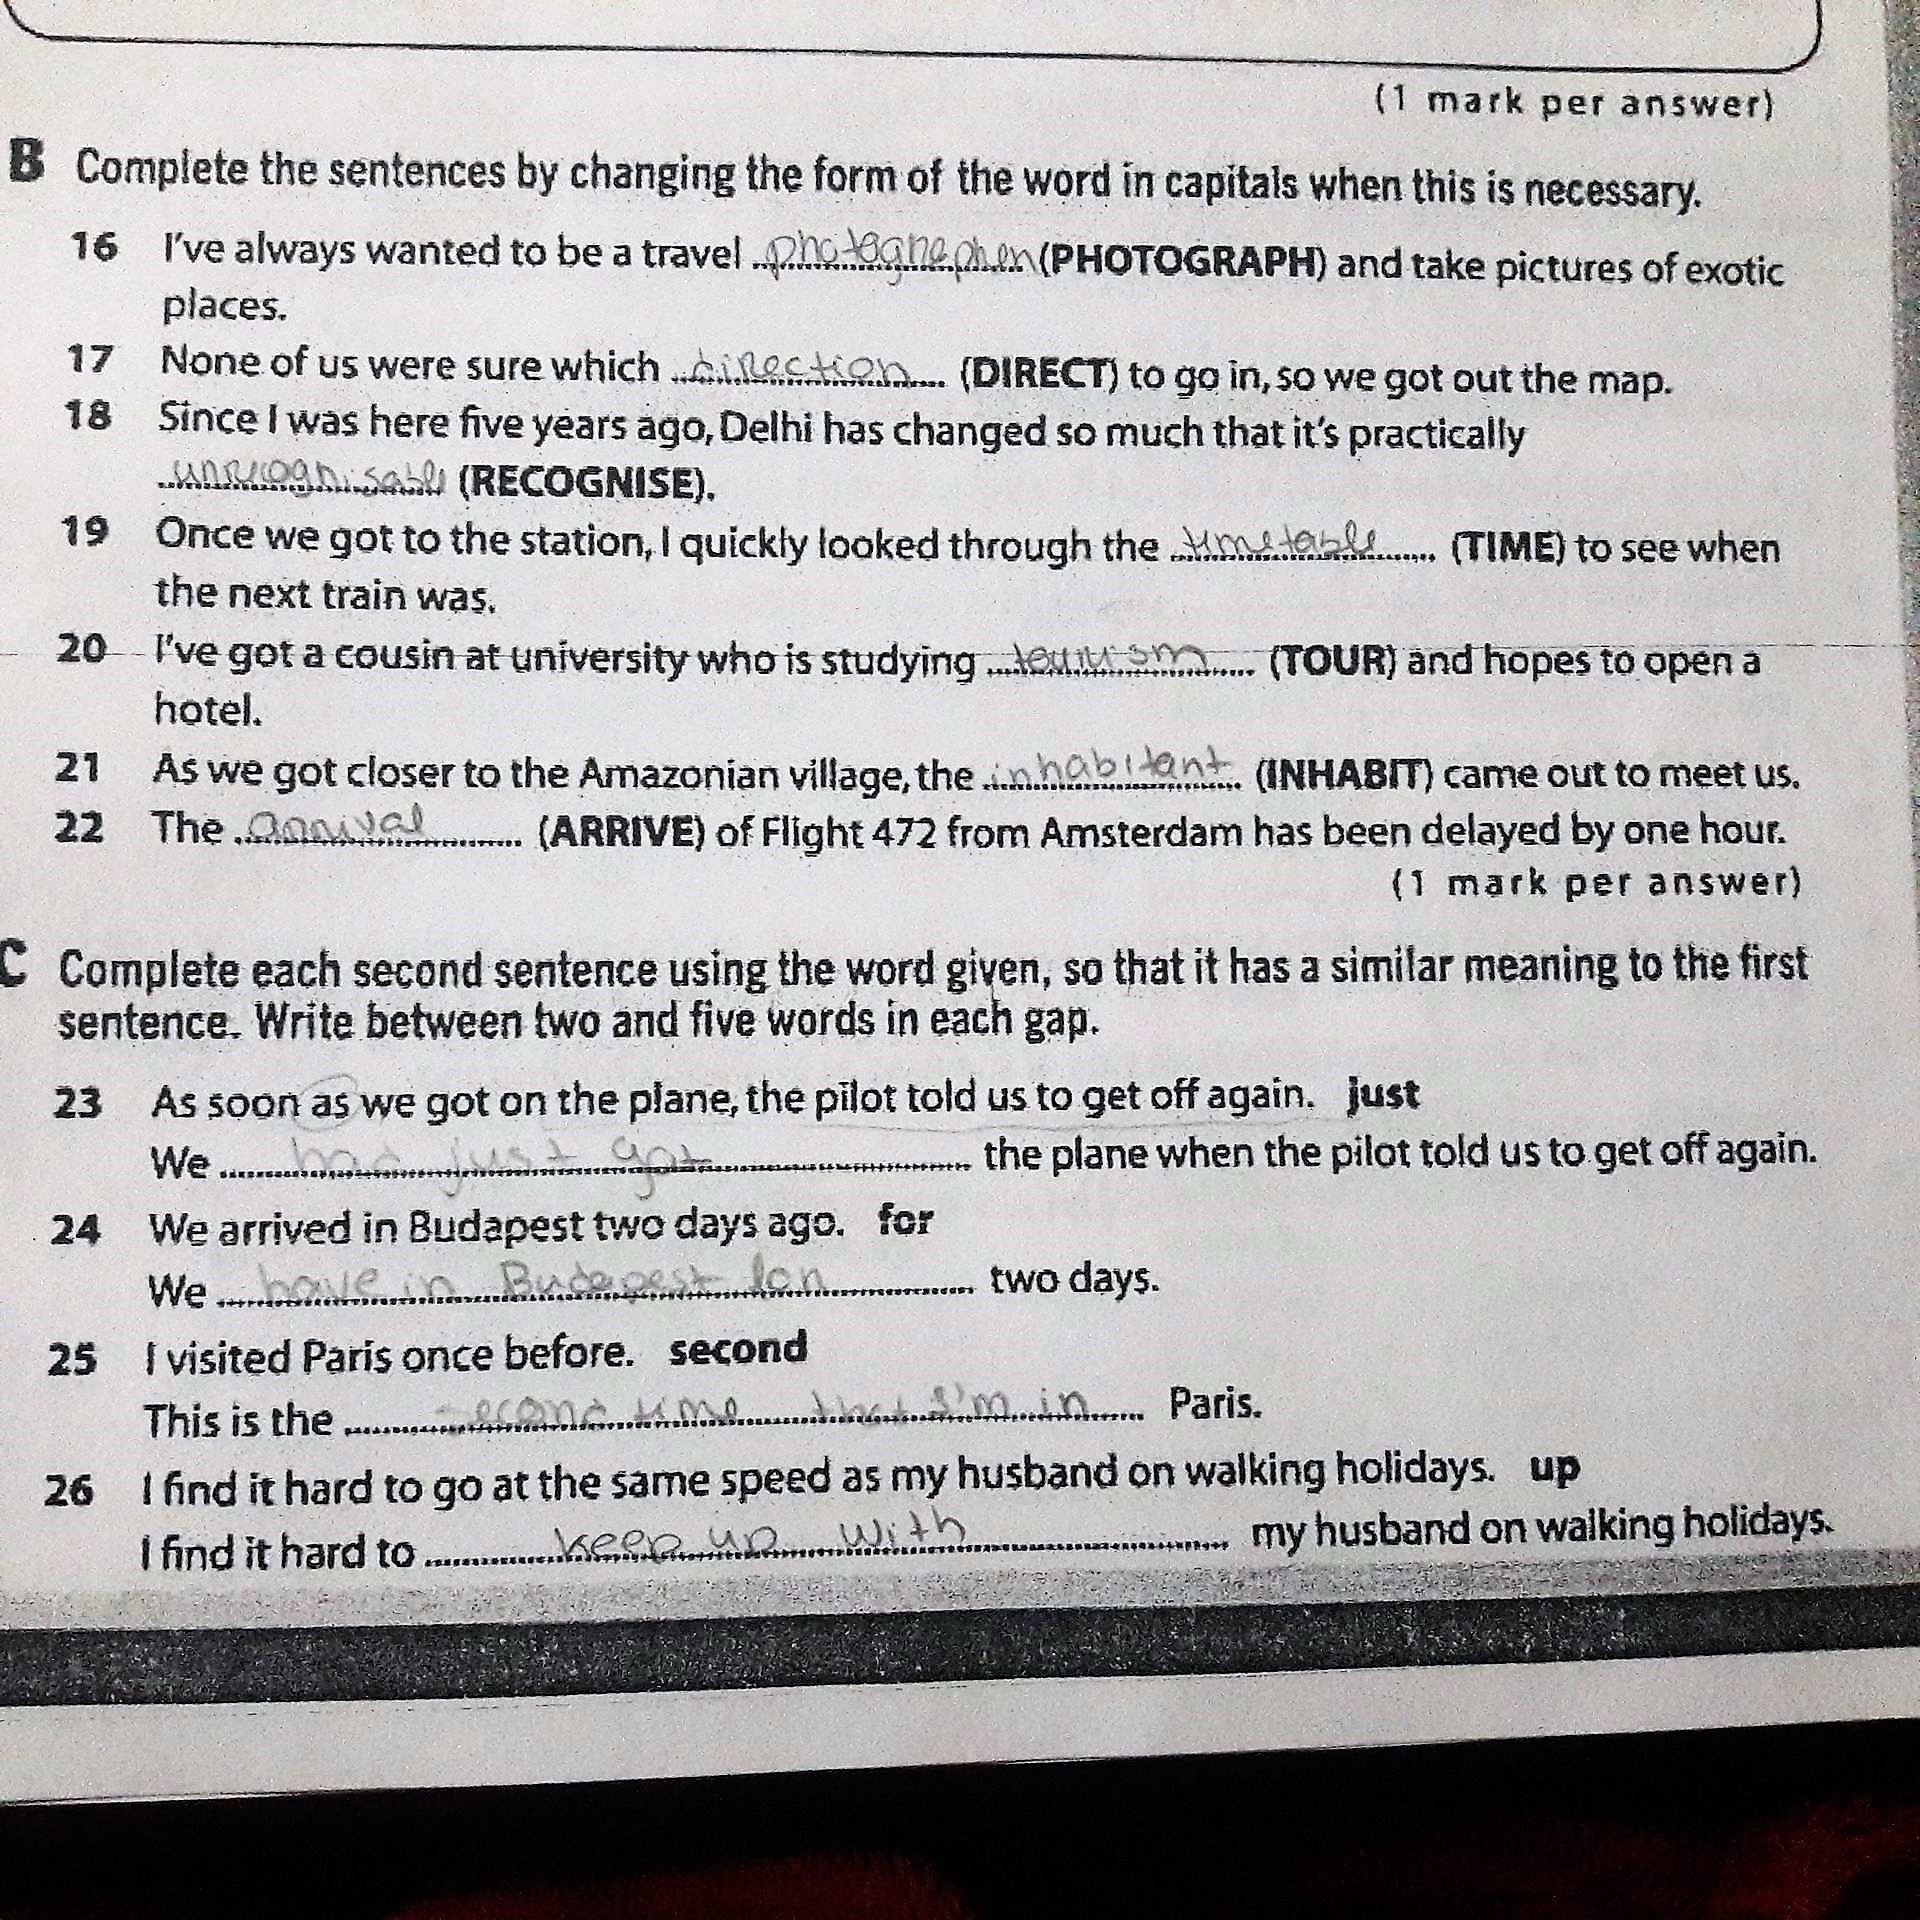 (1 mark per answer)
B Complete the sentences by changing the form of the word in capitals when this is necessary.
16 I've always wanted to be a travel photographer (PHOTOGRAPH) and take pictures of exotic
places.
17 None of us were sure which direction (DIRECT) to go in, so we got out the map.
18 Since I was here five years ago, Delhi has changed so much that it's practically
unrecognisable (RECOGNISE).
19 Once we got to the station, I quickly looked through the timetable (TIME) to see when
the next train was.
20 I've got a cousin at university who is studying (TOUR) and hopes to open a
hotel.
21 As we got closer to the Amazonian village, the inhabitant (INHABIT) came out to meet us.
22 The arrival (ARRIVE) of Flight 472 from Amsterdam has been delayed by one hour.
(1 mark per answer)
C Complete each second sentence using the word given, so that it has a similar meaning to the first
sentence. Write between two and five words in each gap.
23 As soon as we got on the plane, the pilot told us to get off again. just
We had just got the plane when the pilot told us to get off again.
24 We arrived in Budapest two days ago. for
We have in Budapest for two days.
25 I visited Paris once before. second
This is the second time that I'm in Paris.
26 I find it hard to go at the same speed as my husband on walking holidays. up
I find it hard to keep up with my husband on walking holidays.